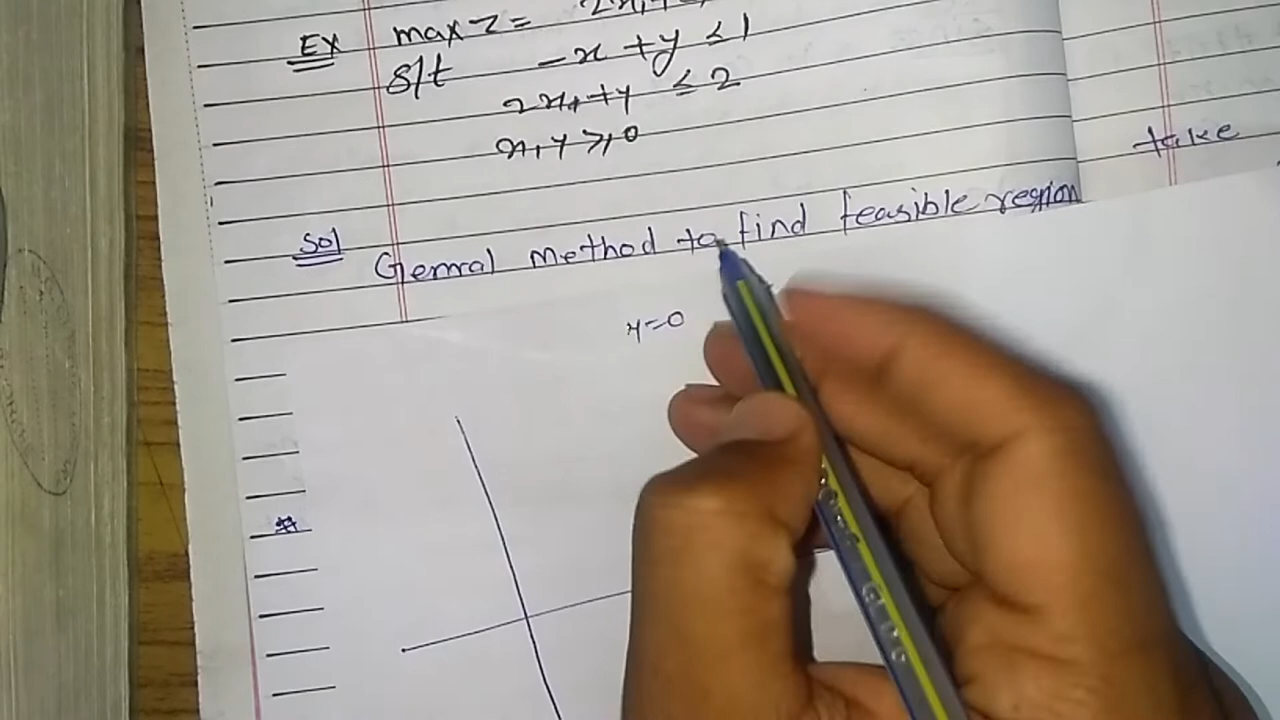 Ex max Z =
S/t -x + y ≤ 1
2x, + y ≤ 2
x, y ≥, 0
take
Sol Genral method to find feasible region
y=0
*